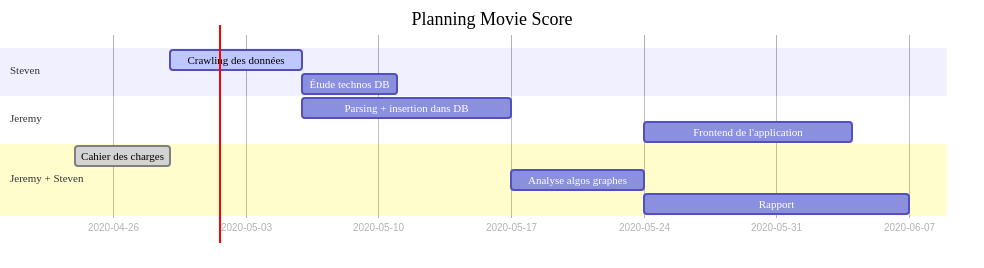 Planning Movie Score
Crawling des données
Steven
Étude technos DB
Parsing + insertion dans DB
Jeremy
Frontend de l'application
Cahier des charges
Jeremy + Steven
Analyse algos graphes
Rapport
2020-04-26 2020-05-03 2020-05-10 2020-05-17 2020-05-24 2020-05-31 2020-06-07